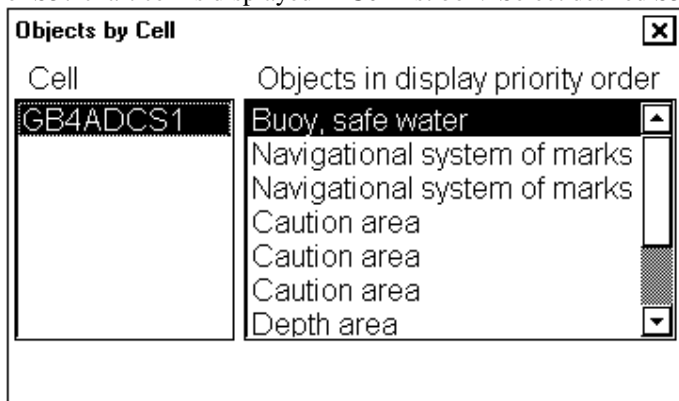 Objects by Cell
Cell
Objects in display priority order
GB4ADCS1
Buoy, safe water
Navigational system of marks
Navigational system of marks
Caution area
Caution area
Caution area
Depth area